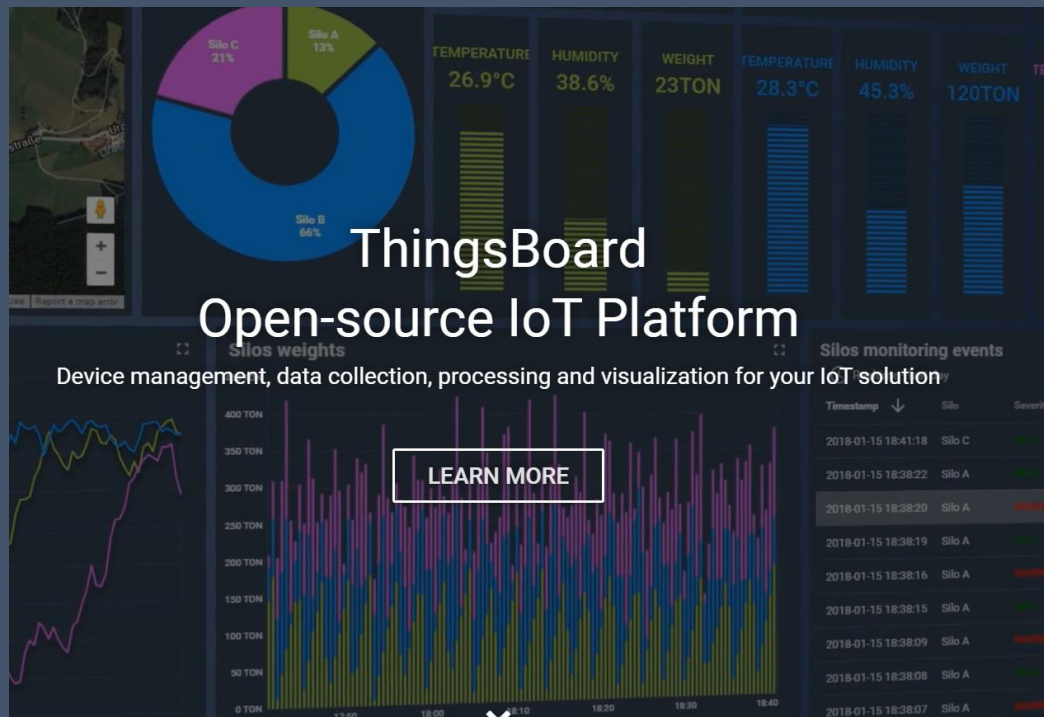 Silo C
21%
Silo A
13%
Silo B
66%
TEMPERATURE
26.9°C
HUMIDITY
38.6%
WEIGHT
23TON
TEMPERATURE
28.3°C
HUMIDITY
45.3%
WEIGHT
120TON
straße
+
−
Report a map error
ThingsBoard
Open-source IoT Platform
Device management, data collection, processing and visualization for your IoT solution
LEARN MORE
Silos weights
400 TON
350 TON
300 TON
250 TON
200 TON
150 TON
100 TON
50 TON
0 TON
17:50
18:00
18:10
18:20
18:30
18:40
Silos monitoring events
Timestamp Silo
2018-01-15 18:41:18 Silo C
2018-01-15 18:38:22 Silo A
2018-01-15 18:38:20 Silo A
2018-01-15 18:38:19 Silo A
2018-01-15 18:38:16 Silo A
2018-01-15 18:38:15 Silo A
2018-01-15 18:38:09 Silo A
2018-01-15 18:38:08 Silo A
2018-01-15 18:38:07 Silo A